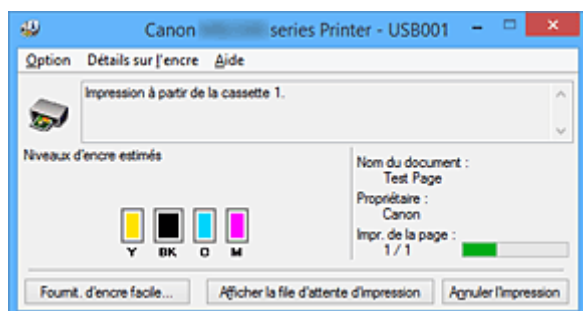 Canon series Printer - USB001
Option Détails sur l'encre Aide
Impression à partir de la cassette 1.
Niveaux d'encre estimés
Nom du document :
Test Page
Propriétaire :
Canon
Impr. de la page :
1 / 1
Y BK C M
Fournit. d'encre facile... Afficher la file d'attente d'impression Annuler l'impression